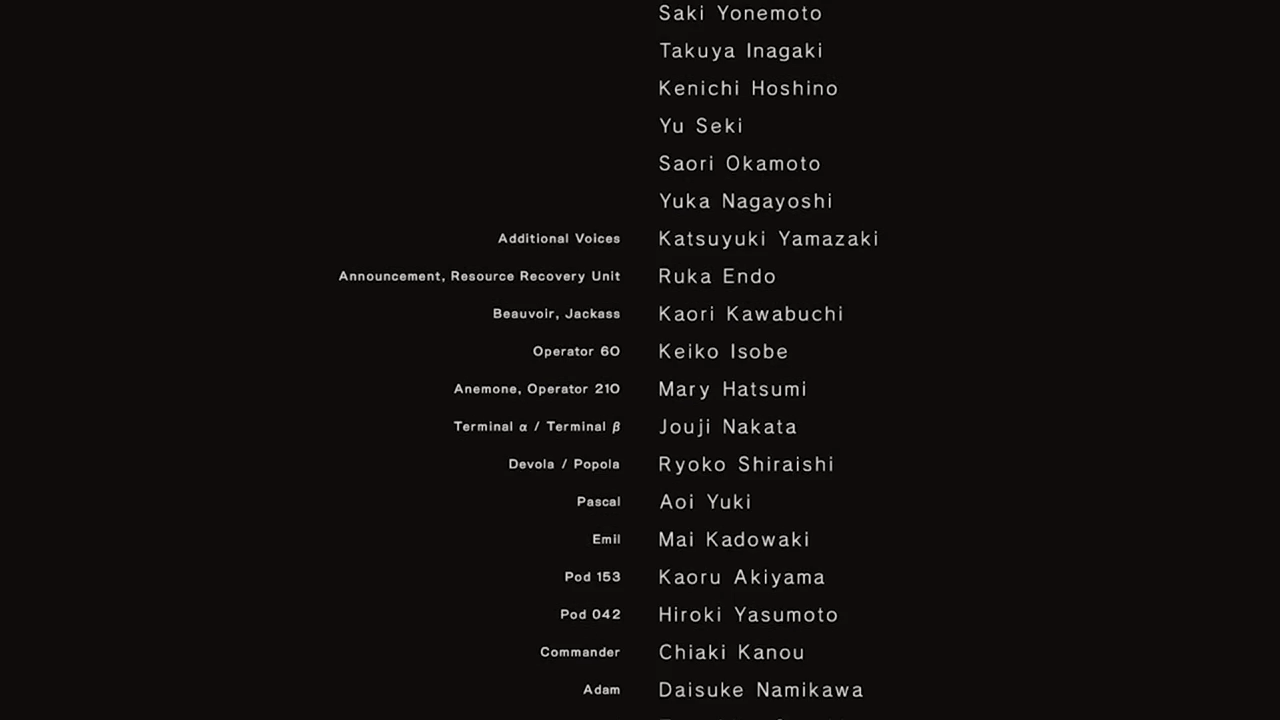 Saki Yonemoto
Takuya Inagaki
Kenichi Hoshino
Yu Seki
Saori Okamoto
Yuka Nagayoshi
Additional Voices Katsuyuki Yamazaki
Announcement, Resource Recovery Unit Ruka Endo
Beauvoir, Jackass Kaori Kawabuchi
Operator 6O Keiko Isobe
Anemone, Operator 21O Mary Hatsumi
Terminal α / Terminal β Jouji Nakata
Devola / Popola Ryoko Shiraishi
Pascal Aoi Yuki
Emil Mai Kadowaki
Pod 153 Kaoru Akiyama
Pod 042 Hiroki Yasumoto
Commander Chiaki Kanou
Adam Daisuke Namikawa